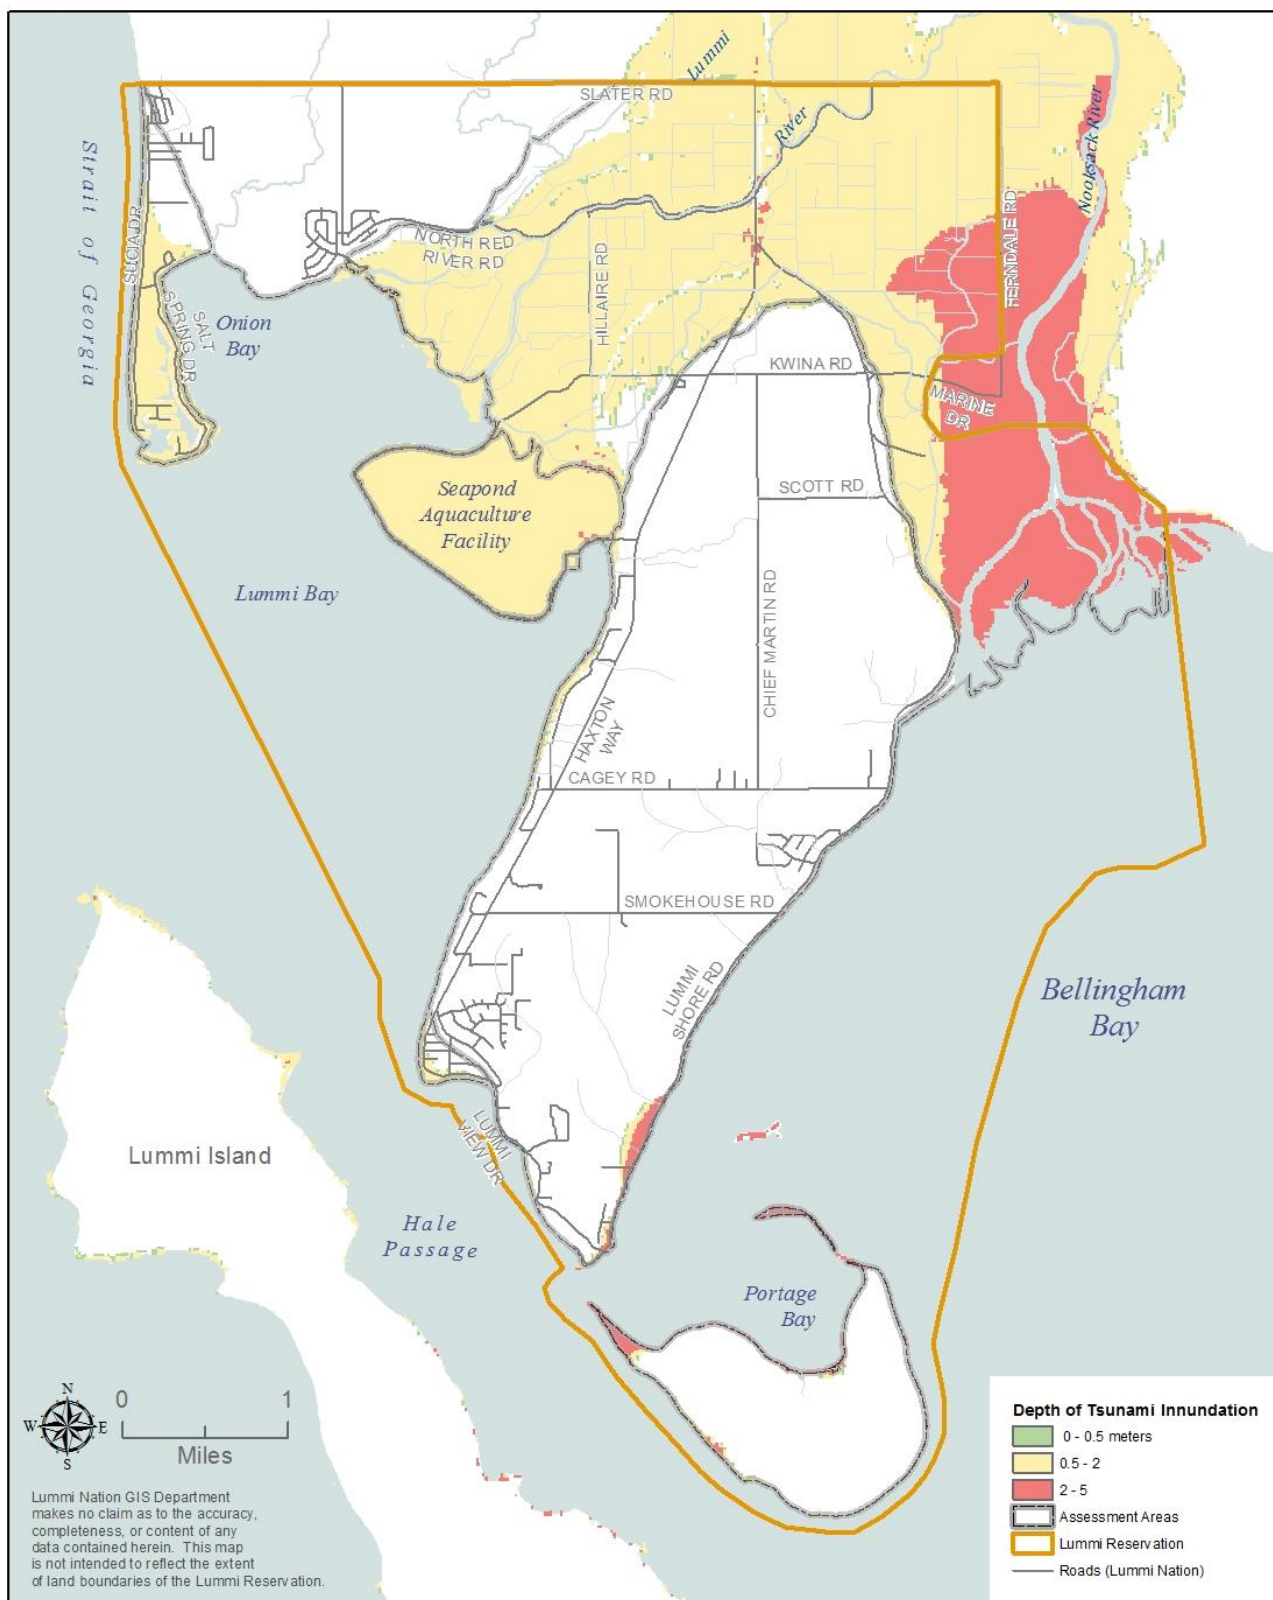 Lummi
SLATER RD
River
Nooksack River
Strait of Georgia
SUCIA DR
NORTH RED
RIVER RD
HILLAIRE RD
FERNDALE RD
SALT
SPRING DR
Onion
Bay
KWINA RD
MARINE
DR
Seapond
Aquaculture
Facility
SCOTT RD
Lummi Bay
CHIEF MARTIN RD
HAXTON
WAY
CAGEY RD
SMOKEHOUSE RD
LUMMI
SHORE RD
Bellingham
Bay
LUMMI
VIEW DR
Lummi Island
Hale
Passage
Portage
Bay
N
W E
S
0 1
Miles
Lummi Nation GIS Department
makes no claim as to the accuracy,
completeness, or content of any
data contained herein. This map
is not intended to reflect the extent
of land boundaries of the Lummi Reservation.
Depth of Tsunami Innundation
0 - 0.5 meters
0.5 - 2
2 - 5
Assessment Areas
Lummi Reservation
Roads (Lummi Nation)